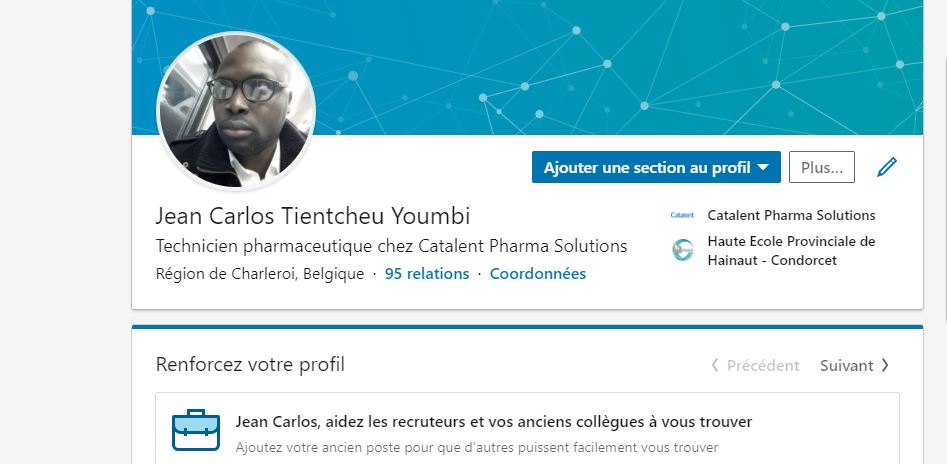 Ajouter une section au profil
Plus...
Jean Carlos Tientcheu Youmbi
Technicien pharmaceutique chez Catalent Pharma Solutions
Région de Charleroi, Belgique · 95 relations · Coordonnées
Catalent
Catalent Pharma Solutions
Haute Ecole Provinciale de
Hainaut - Condorcet
Renforcez votre profil
Précédent
Suivant
Jean Carlos, aidez les recruteurs et vos anciens collègues à vous trouver
Ajoutez votre ancien poste pour que d'autres puissent facilement vous trouver